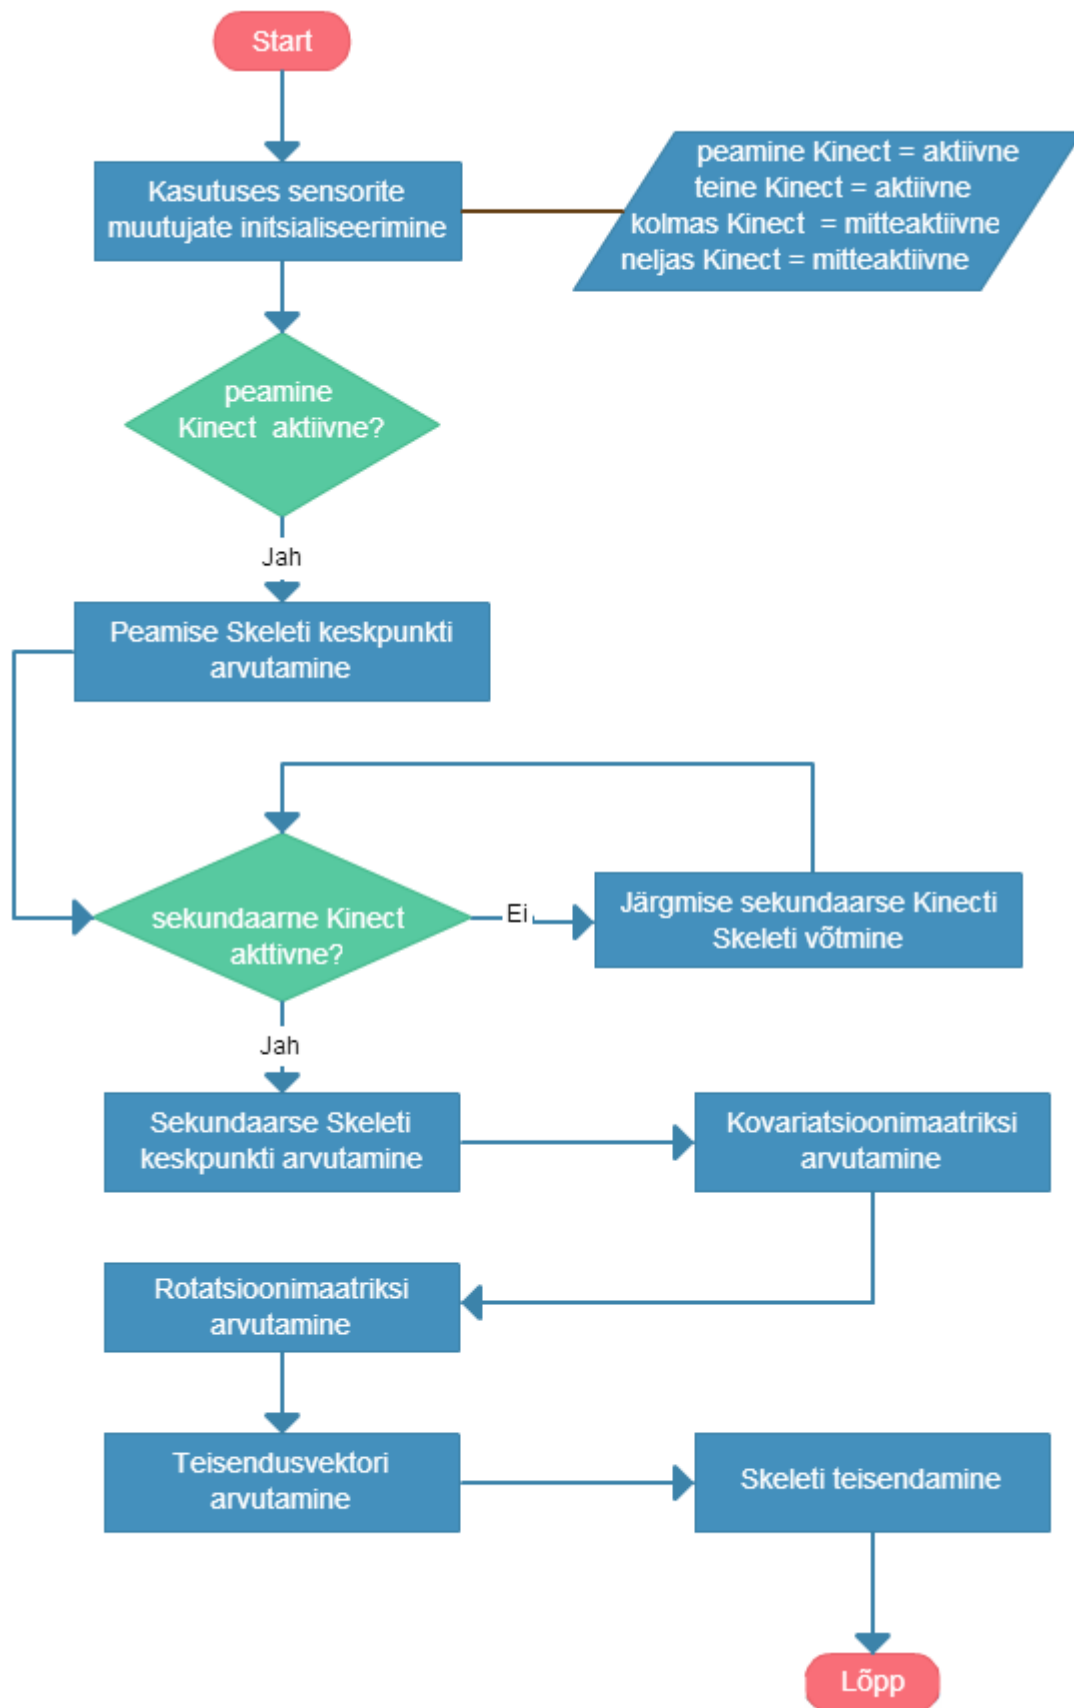 Start
Kasutuses sensorite
muutujate initsialiseerimine
peamine Kinect = aktiivne
teine Kinect = aktiivne
kolmas Kinect = mitteaktiivne
neljas Kinect = mitteaktiivne
peamine
Kinect aktiivne?
Jah
Peamise Skeleti keskpunkti
arvutamine
sekundaarne Kinect
akttivne?
Ei
Järgmise sekundaarse Kinecti
Skeleti võtmine
Jah
Sekundaarse Skeleti
keskpunkti arvutamine
Kovariatsioonimaatriksi
arvutamine
Rotatsioonimaatriksi
arvutamine
Teisendusvektori
arvutamine
Skeleti teisendamine
Lõpp